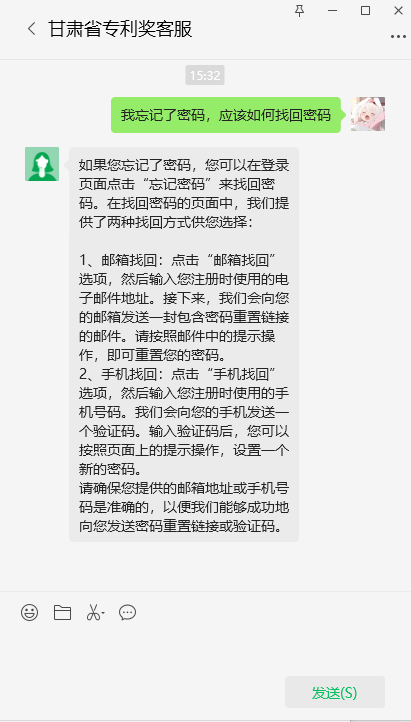 甘肃省专利奖客服
15:32
我忘记了密码，应该如何找回密码
如果您忘记了密码，您可以在登录
页面点击“忘记密码”来找回密
码。在找回密码的页面中，我们提
供了两种找回方式供您选择：
1、邮箱找回：点击“邮箱找回”
选项，然后输入您注册时使用的电
子邮件地址。接下来，我们会向您
的邮箱发送一封包含密码重置链接
的邮件。请按照邮件中的提示操
作，即可重置您的密码。
2、手机找回：点击“手机找回”
选项，然后输入您注册时使用的手
机号码。我们会向您的手机发送一
个验证码。输入验证码后，您可以
按照页面上的提示操作，设置一个
新的密码。
请确保您提供的邮箱地址或手机号
码是准确的，以便我们能够成功地
向您发送密码重置链接或验证码。
发送(S)